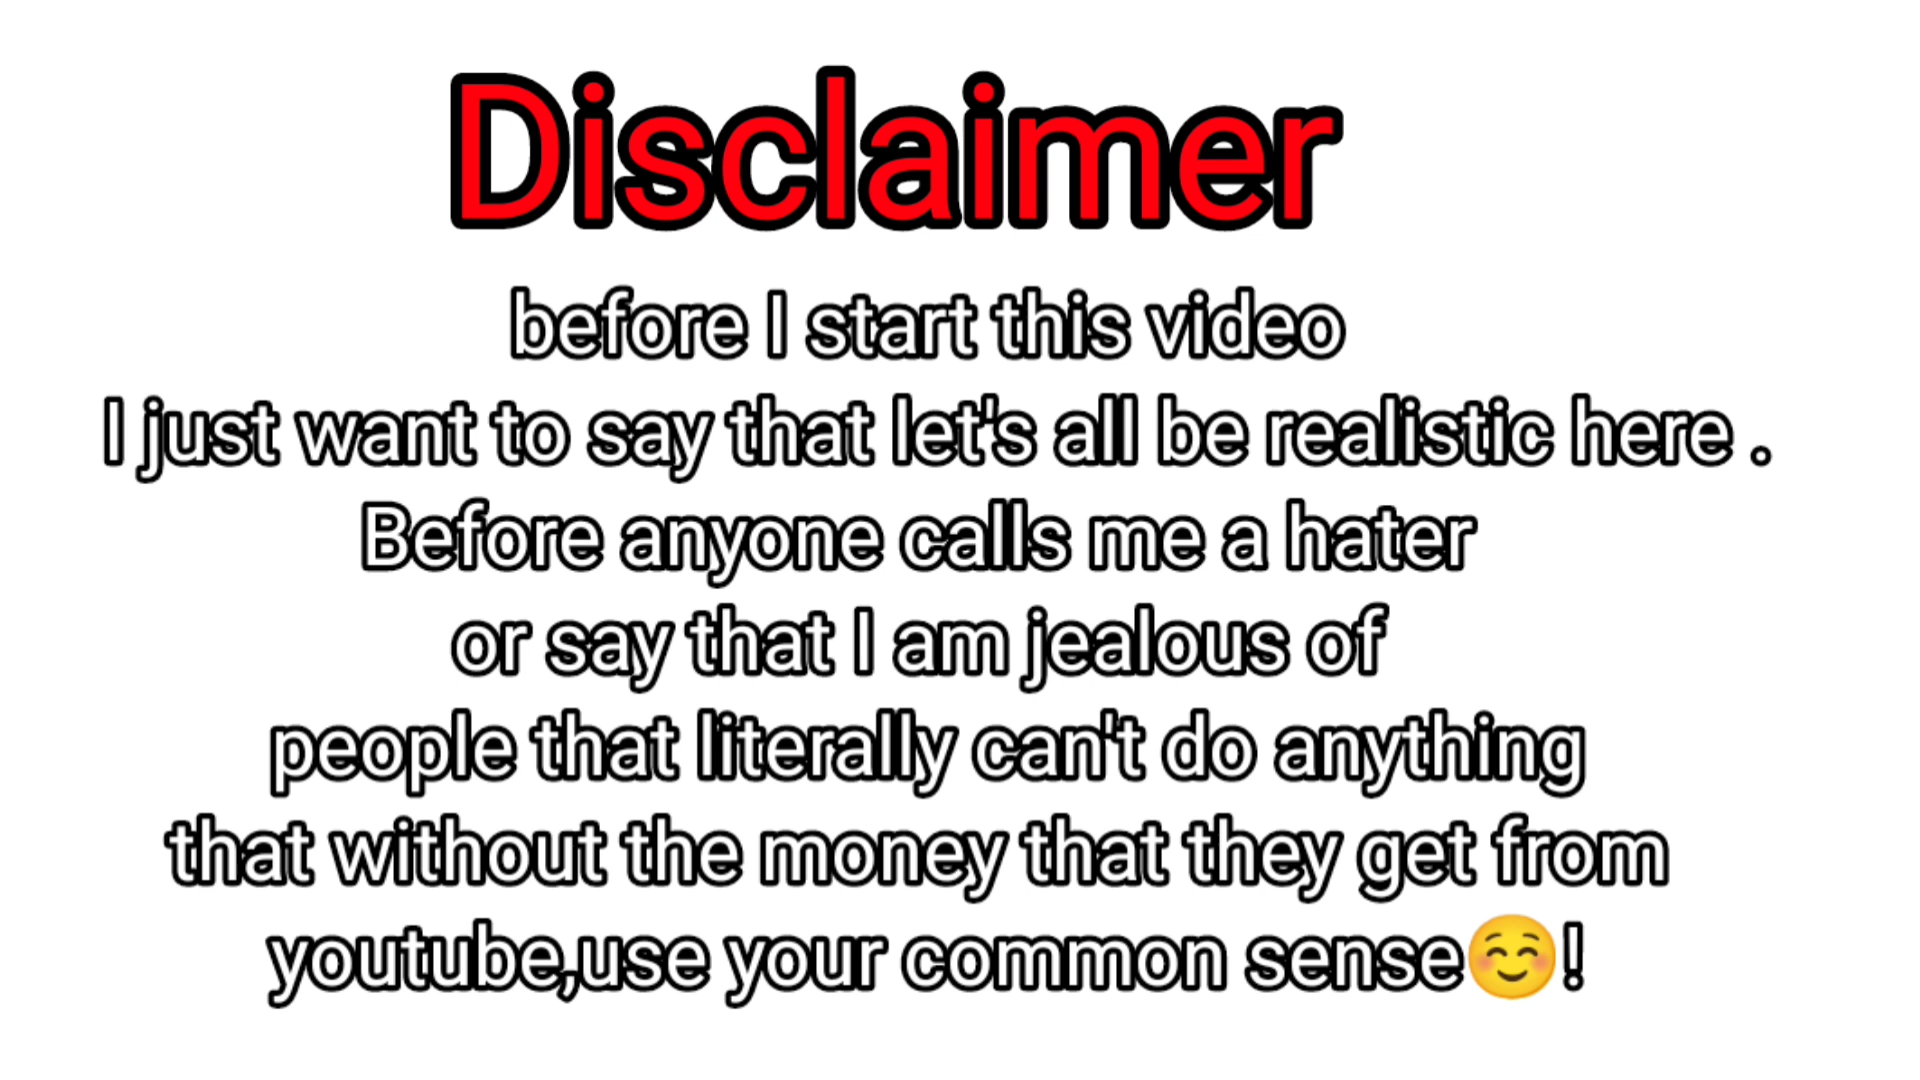 Disclaimer
before I start this video
I just want to say that let's all be realistic here .
Before anyone calls me a hater
or say that I am jealous of
people that literally can't do anything
that without the money that they get from
youtube,use your common sense☺️!